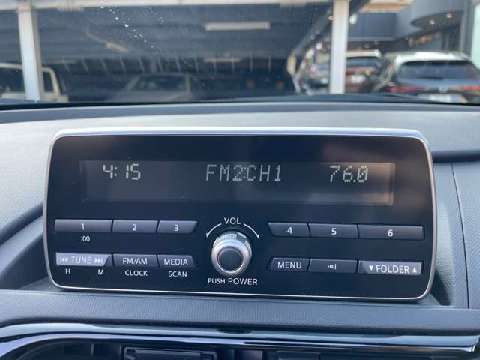 4:15 FM2CH1 76.0
VOL
1 2 3 4 5 6
TUNE FM/AM MEDIA MENU ▼FOLDER▲
H M CLOCK SCAN PUSH POWER